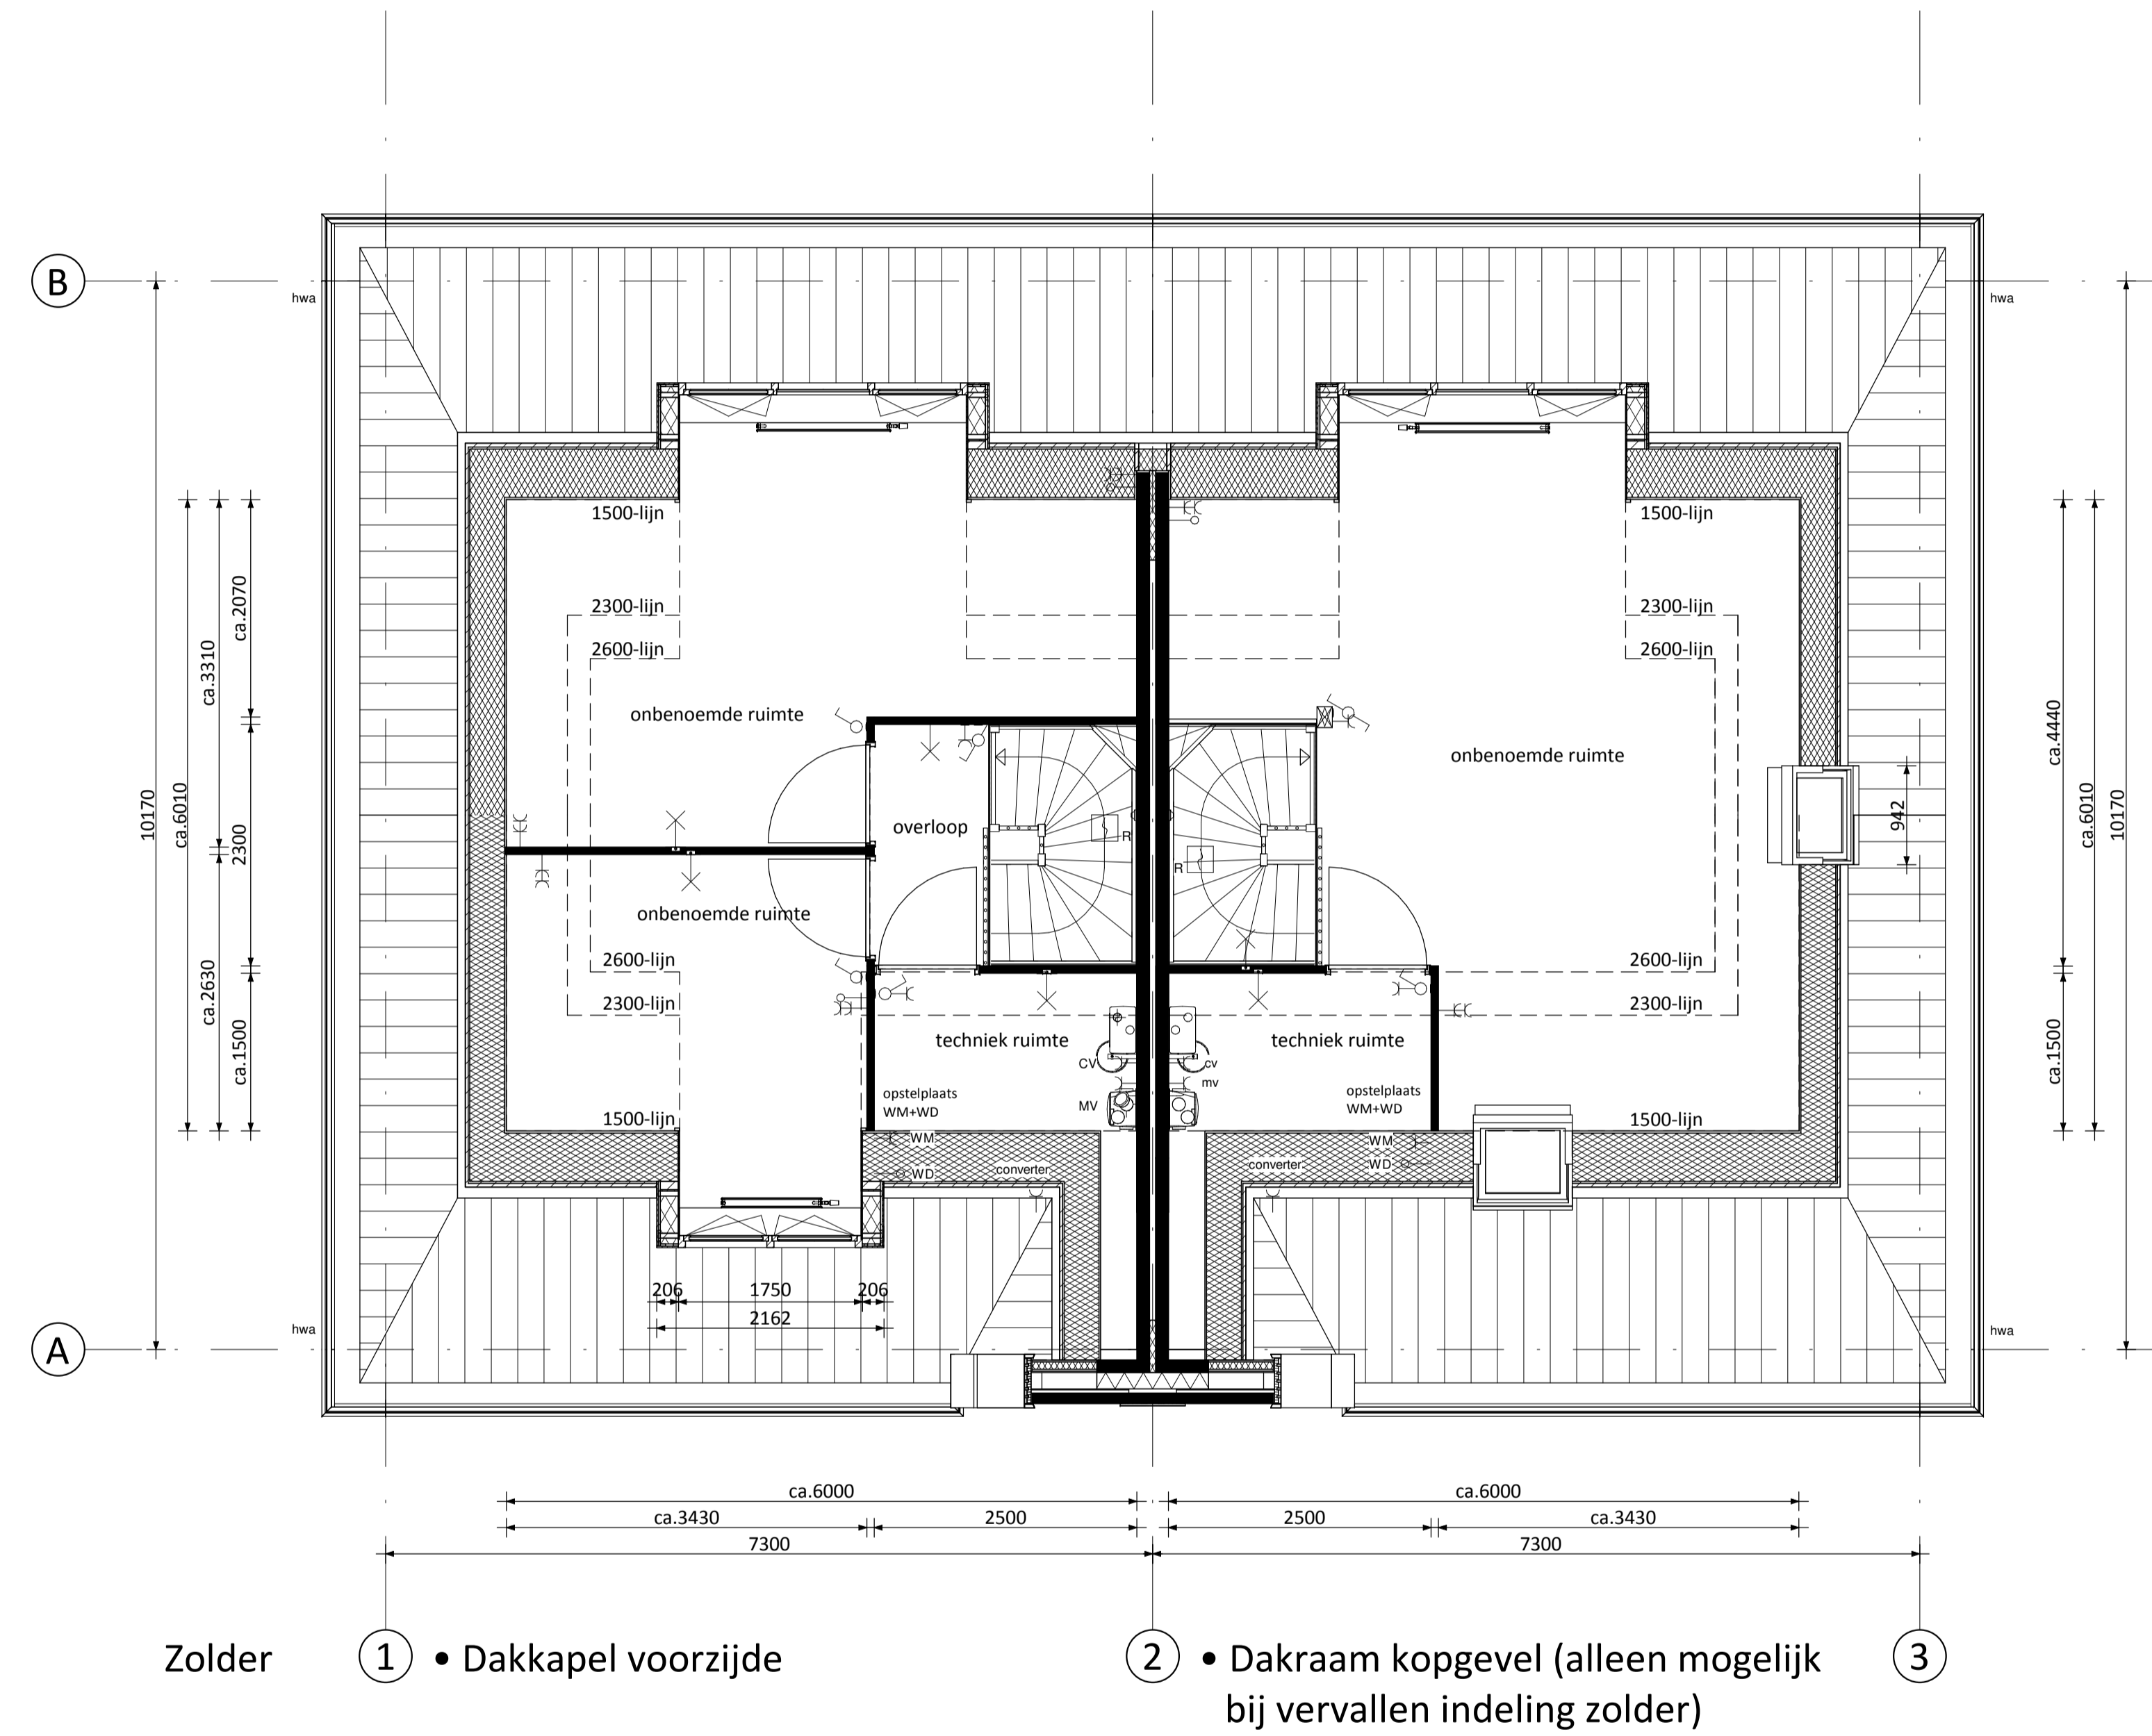 B
hwa
hwa
1500-lijn
1500-lijn
2300-lijn
2300-lijn
2600-lijn
2600-lijn
onbenoemde ruimte
onbenoemde ruimte
overloop
R
R
onbenoemde ruimte
2600-lijn
2600-lijn
2300-lijn
2300-lijn
techniek ruimte
techniek ruimte
CV
cv
mv
MV
opstelplaats
WM+WD
opstelplaats
WM+WD
1500-lijn
1500-lijn
WM
WM
WD
converter
converter
WD
10170
ca.6010
ca.3310
ca.2630
ca.2070
2300
ca.1500
942
ca.4440
ca.1500
ca.6010
10170
206
1750
206
2162
hwa
hwa
A
ca.6000
ca.6000
ca.3430
2500
2500
ca.3430
7300
7300
Zolder
1
• Dakkapel voorzijde
2
• Dakraam kopgevel (alleen mogelijk
bij vervallen indeling zolder)
3